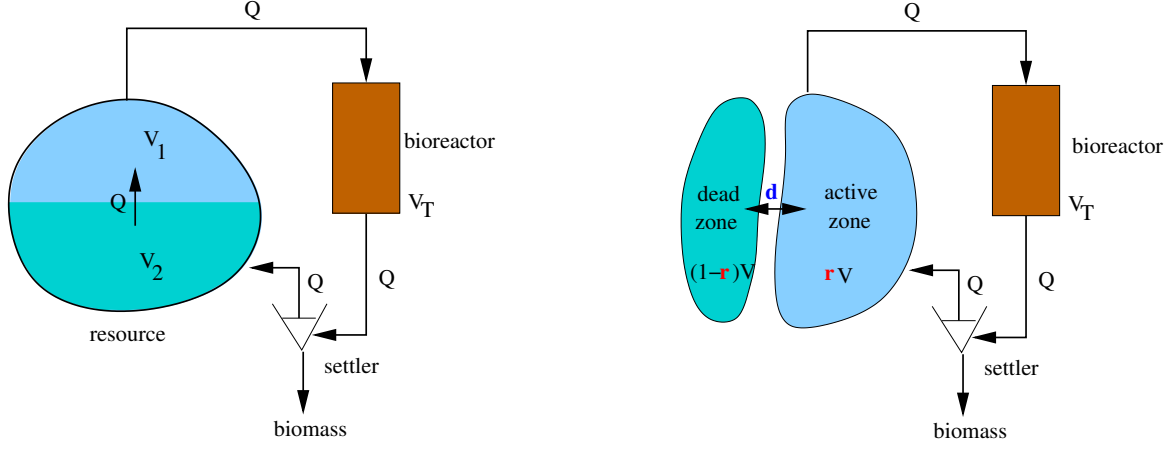 Q
V1
Q
V2
resource
bioreactor
VT
Q
Q
settler
biomass
Q
dead
zone
d
active
zone
(1−r)V
rV
bioreactor
VT
Q
Q
settler
biomass